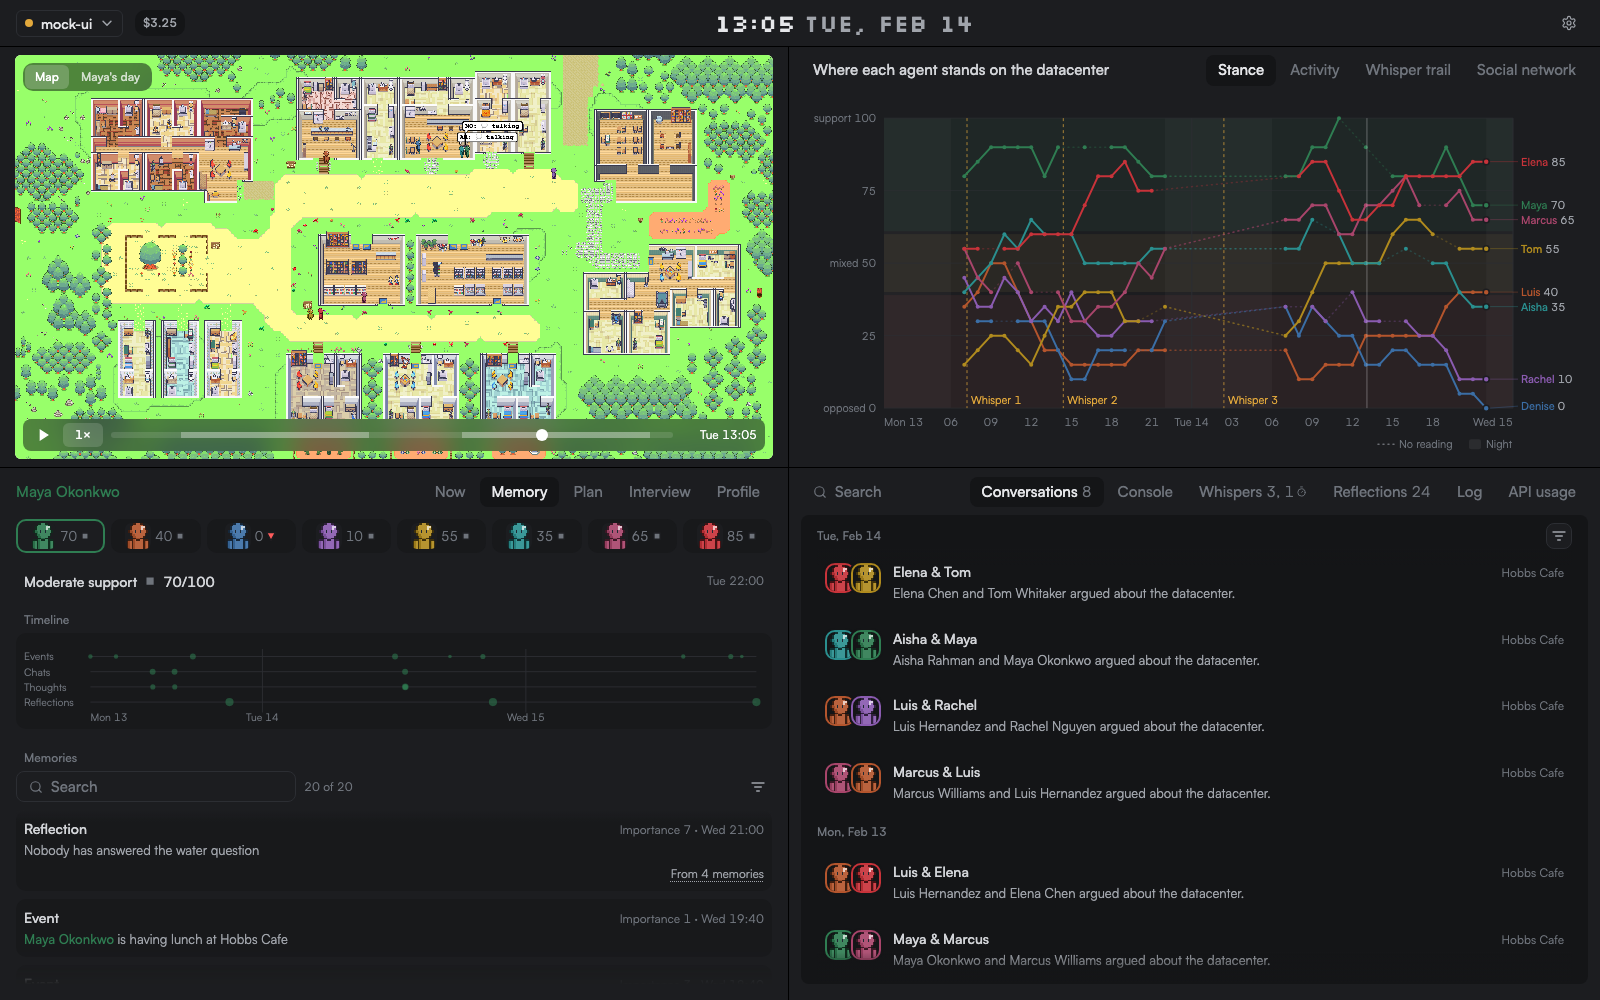 mock-ui
$3.25
13:05 TUE, FEB 14
Map
Maya's day
talking
talking
1×
Tue 13:05
Where each agent stands on the datacenter
Stance
Activity
Whisper trail
Social network
support 100
75
mixed 50
25
opposed 0
Whisper 1
Whisper 2
Whisper 3
Elena 85
Maya 70
Marcus 65
Tom 55
Luis 40
Aisha 35
Rachel 10
Denise 0
Mon 13 06 09 12 15 18 21 Tue 14 03 06 09 12 15 18 Wed 15
No reading
Night
Maya Okonkwo
Now
Memory
Plan
Interview
Profile
70
40
0
10
55
35
65
85
Moderate support 70/100
Tue 22:00
Timeline
Events
Chats
Thoughts
Reflections
Mon 13
Tue 14
Wed 15
Memories
Search
20 of 20
Reflection
Importance 7 · Wed 21:00
Nobody has answered the water question
From 4 memories
Event
Importance 1 · Wed 19:40
Maya Okonkwo is having lunch at Hobbs Cafe
Search
Conversations 8
Console
Whispers 3, 1
Reflections 24
Log
API usage
Tue, Feb 14
Elena & Tom
Hobbs Cafe
Elena Chen and Tom Whitaker argued about the datacenter.
Aisha & Maya
Hobbs Cafe
Aisha Rahman and Maya Okonkwo argued about the datacenter.
Luis & Rachel
Hobbs Cafe
Luis Hernandez and Rachel Nguyen argued about the datacenter.
Marcus & Luis
Hobbs Cafe
Marcus Williams and Luis Hernandez argued about the datacenter.
Mon, Feb 13
Luis & Elena
Hobbs Cafe
Luis Hernandez and Elena Chen argued about the datacenter.
Maya & Marcus
Hobbs Cafe
Maya Okonkwo and Marcus Williams argued about the datacenter.